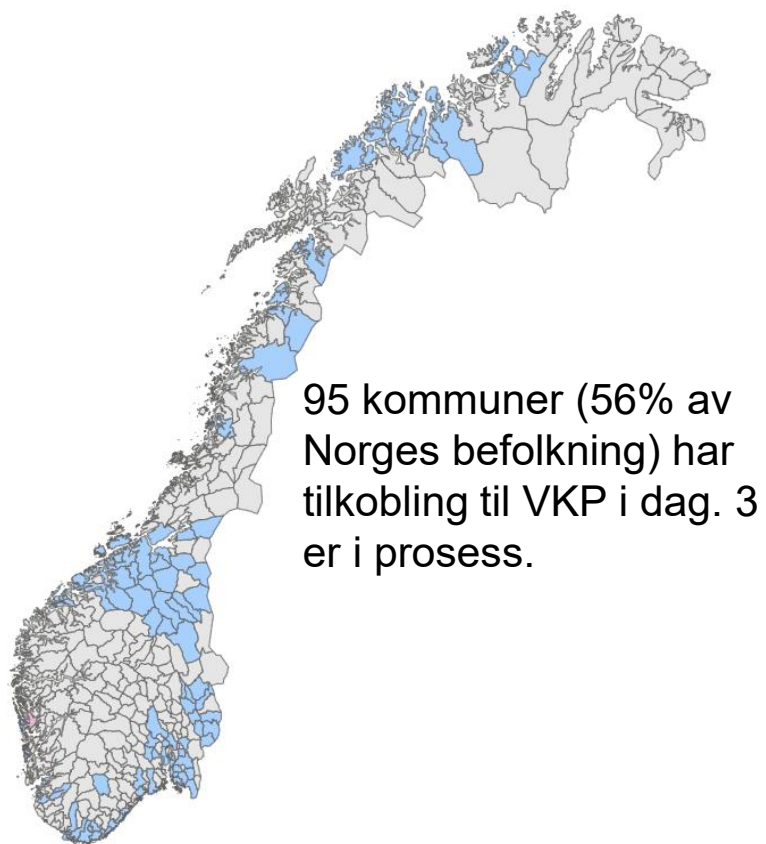 95 kommuner (56% av
Norges befolkning) har
tilkobling til VKP i dag. 3
er i prosess.